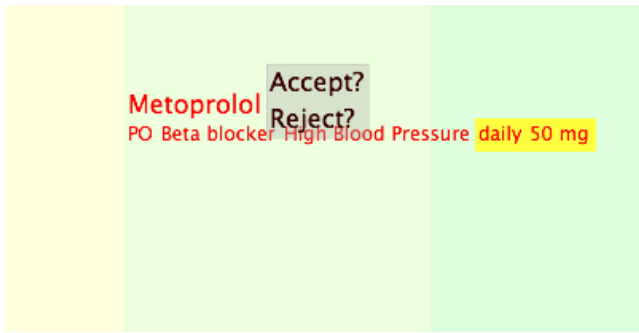 Accept?
Metoprolol
Reject?
PO Beta blocker High Blood Pressure daily 50 mg